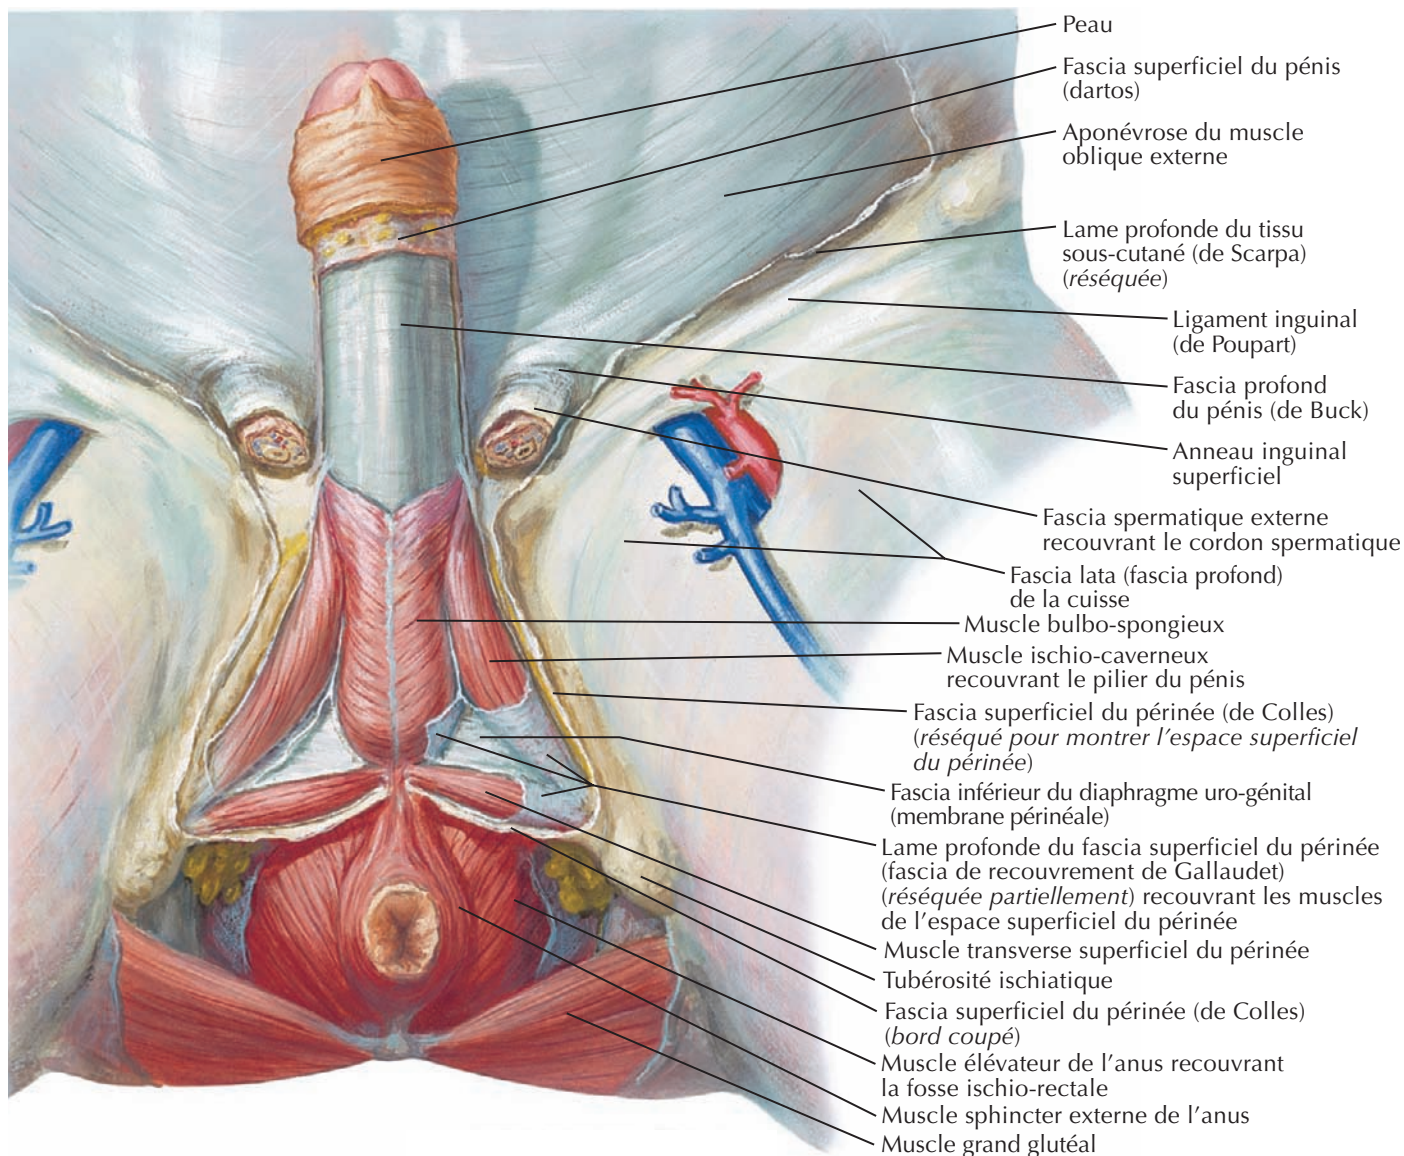 Peau
Fascia superficiel du pénis
(dartos)
Aponévrose du muscle
oblique externe
Lame profonde du tissu
sous-cutané (de Scarpa)
(réséquée)
Ligament inguinal
(de Poupart)
Fascia profond
du pénis (de Buck)
Anneau inguinal
superficiel
Fascia spermatique externe
recouvrant le cordon spermatique
Fascia lata (fascia profond)
de la cuisse
Muscle bulbo-spongieux
Muscle ischio-caverneux
recouvrant le pilier du pénis
Fascia superficiel du périnée (de Colles)
(réséqué pour montrer l’espace superficiel
du périnée)
Fascia inférieur du diaphragme uro-génital
(membrane périnéale)
Lame profonde du fascia superficiel du périnée
(fascia de recouvrement de Gallaudet)
(réséquée partiellement) recouvrant les muscles
de l’espace superficiel du périnée
Muscle transverse superficiel du périnée
Tubérosité ischiatique
Fascia superficiel du périnée (de Colles)
(bord coupé)
Muscle élévateur de l’anus recouvrant
la fosse ischio-rectale
Muscle sphincter externe de l’anus
Muscle grand glutéal